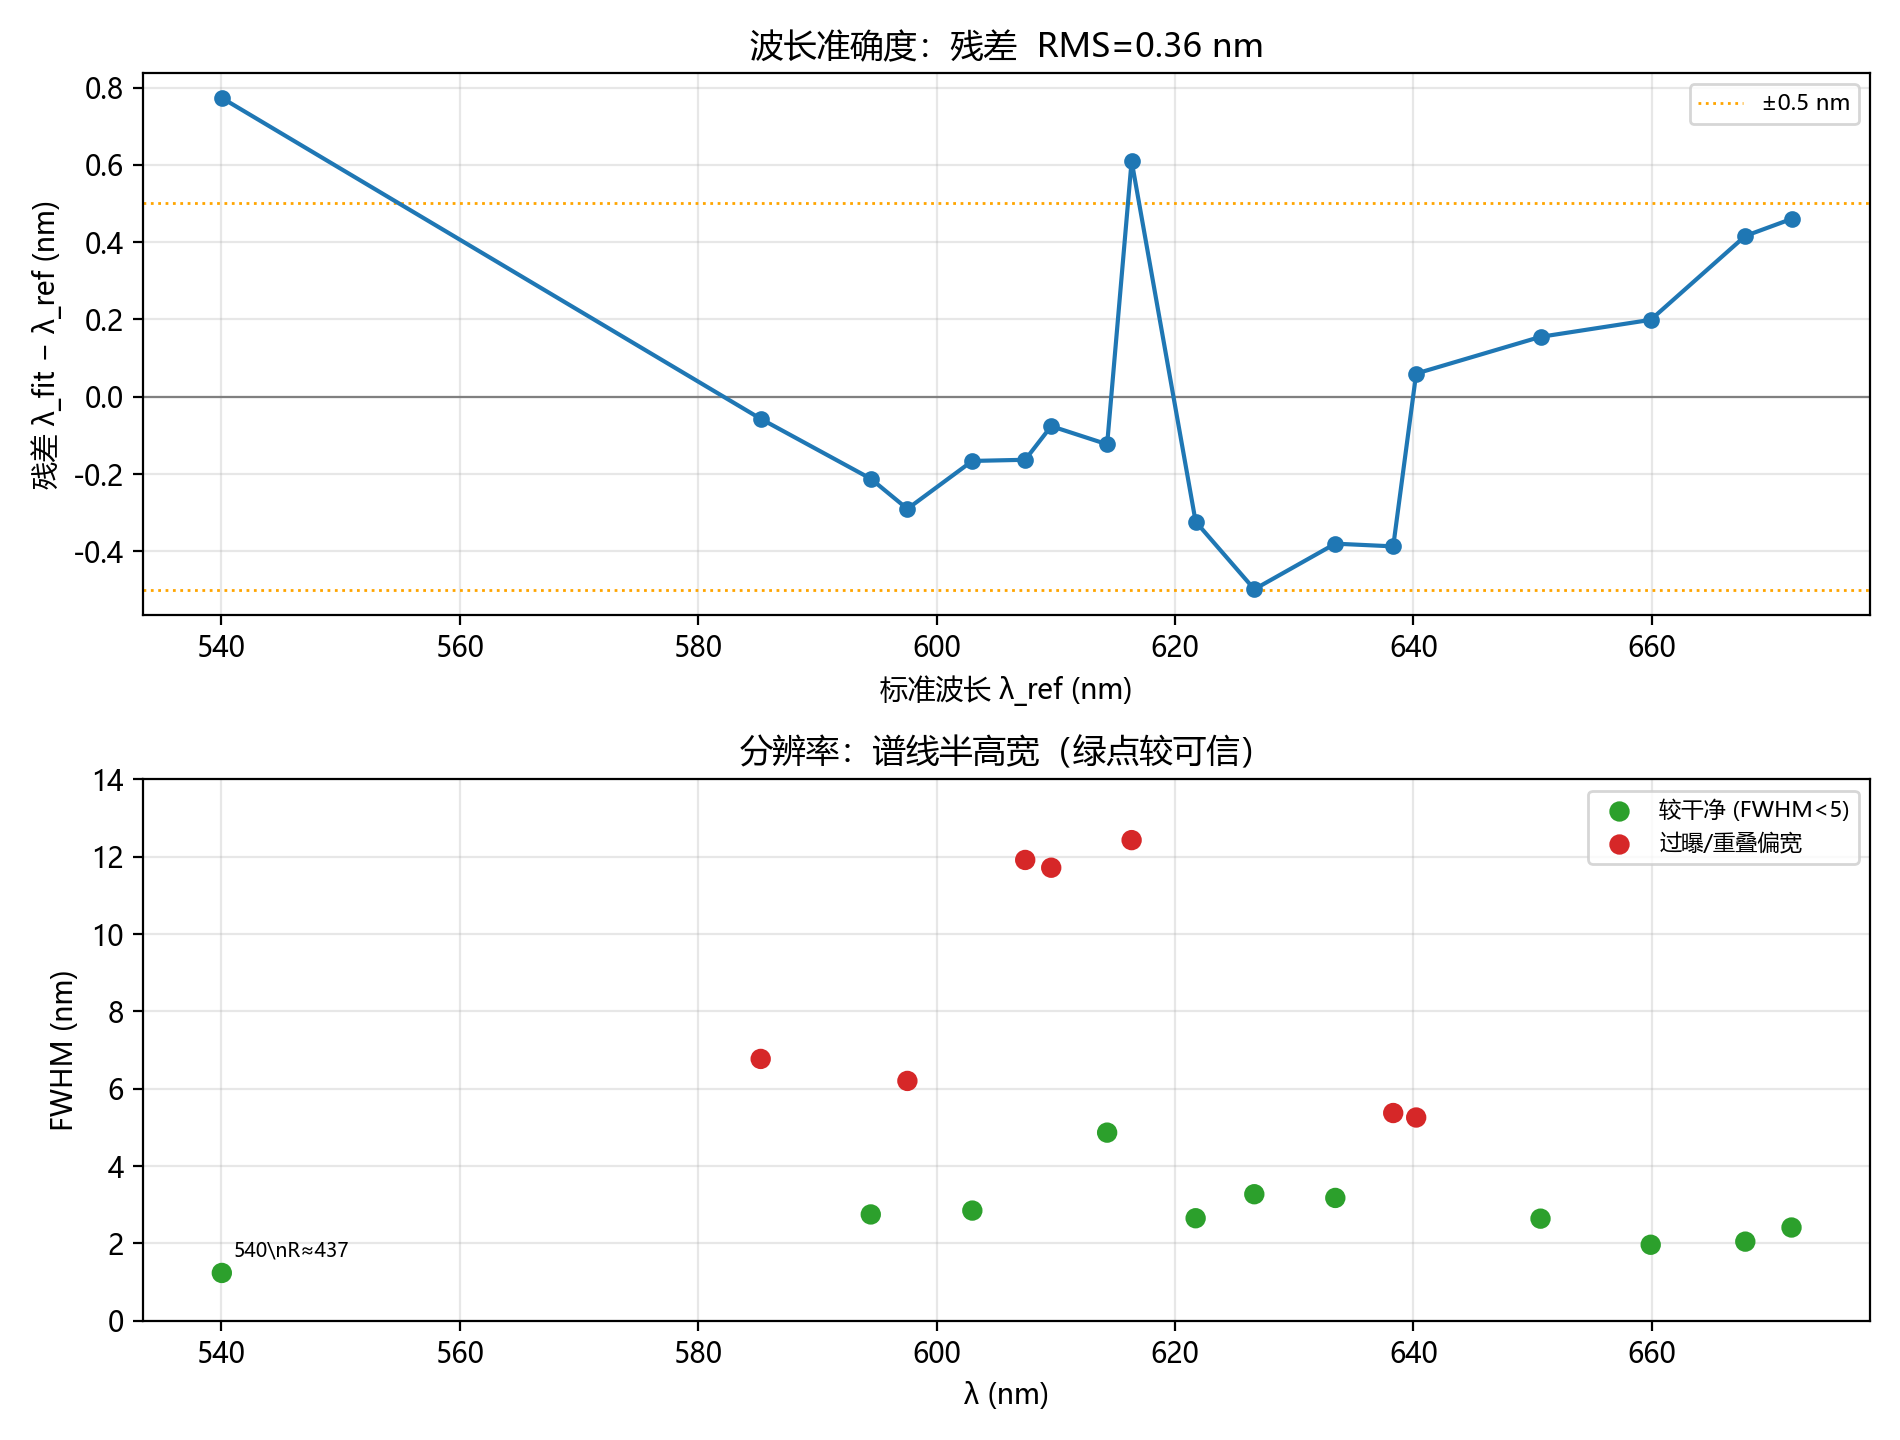 波长准确度：残差 RMS=0.36 nm
±0.5 nm
残差 λ_fit − λ_ref (nm)
0.8
0.6
0.4
0.2
0.0
-0.2
-0.4
540 560 580 600 620 640 660
标准波长 λ_ref (nm)
分辨率：谱线半高宽（绿点较可信）
较干净 (FWHM<5)
过曝/重叠偏宽
FWHM (nm)
14
12
10
8
6
4
2
0
540\nR≈437
540 560 580 600 620 640 660
λ (nm)